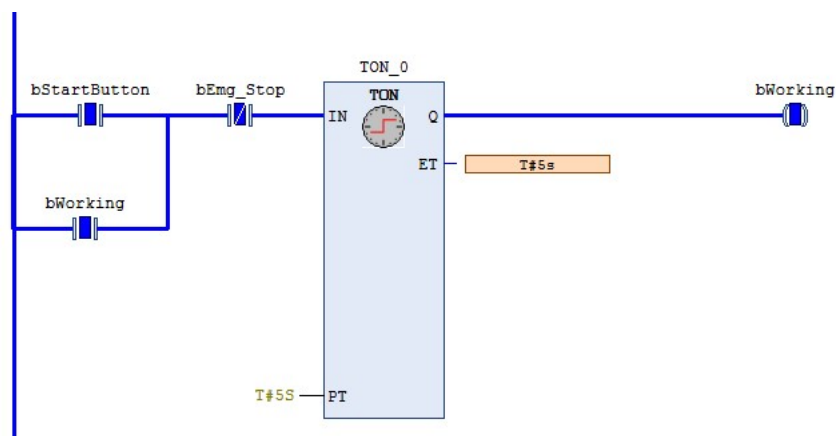 TON_0
bStartButton
bEmg_Stop
TON
bWorking
IN
Q
ET
T#5s
bWorking
T#5S
PT